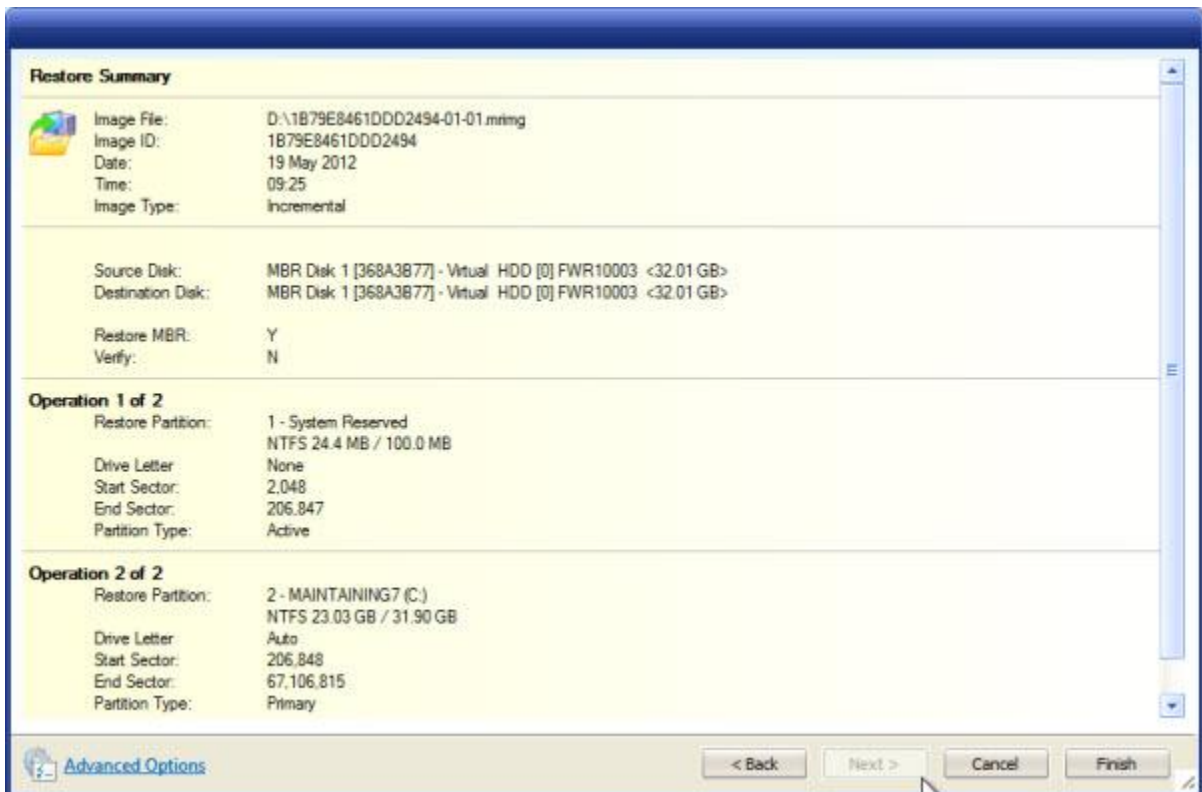 Restore Summary
Image File: D:\1B79E8461DDD2494-01-01.mrimg
Image ID: 1B79E8461DDD2494
Date: 19 May 2012
Time: 09:25
Image Type: Incremental
Source Disk: MBR Disk 1 [368A3B77] - Virtual HDD [0] FWR10003 <32.01 GB>
Destination Disk: MBR Disk 1 [368A3B77] - Virtual HDD [0] FWR10003 <32.01 GB>
Restore MBR: Y
Verify: N
Operation 1 of 2
Restore Partition: 1 - System Reserved
NTFS 24.4 MB / 100.0 MB
Drive Letter None
Start Sector: 2,048
End Sector: 206,847
Partition Type: Active
Operation 2 of 2
Restore Partition: 2 - MAINTAINING7 (C:)
NTFS 23.03 GB / 31.90 GB
Drive Letter Auto
Start Sector: 206,848
End Sector: 67,106,815
Partition Type: Primary
Advanced Options < Back Next > Cancel Finish